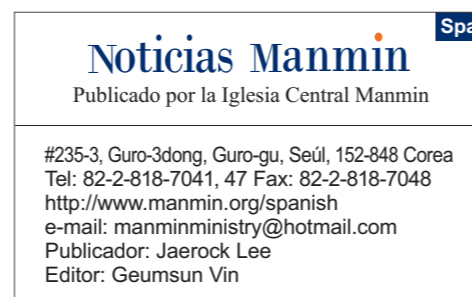 Spa
Noticias Manmin
Publicado por la Iglesia Central Manmin
#235-3, Guro-3dong, Guro-gu, Seúl, 152-848 Corea
Tel: 82-2-818-7041, 47 Fax: 82-2-818-7048
http://www.manmin.org/spanish
e-mail: manminministry@hotmail.com
Publicador: Jaerock Lee
Editor: Geumsun Vin